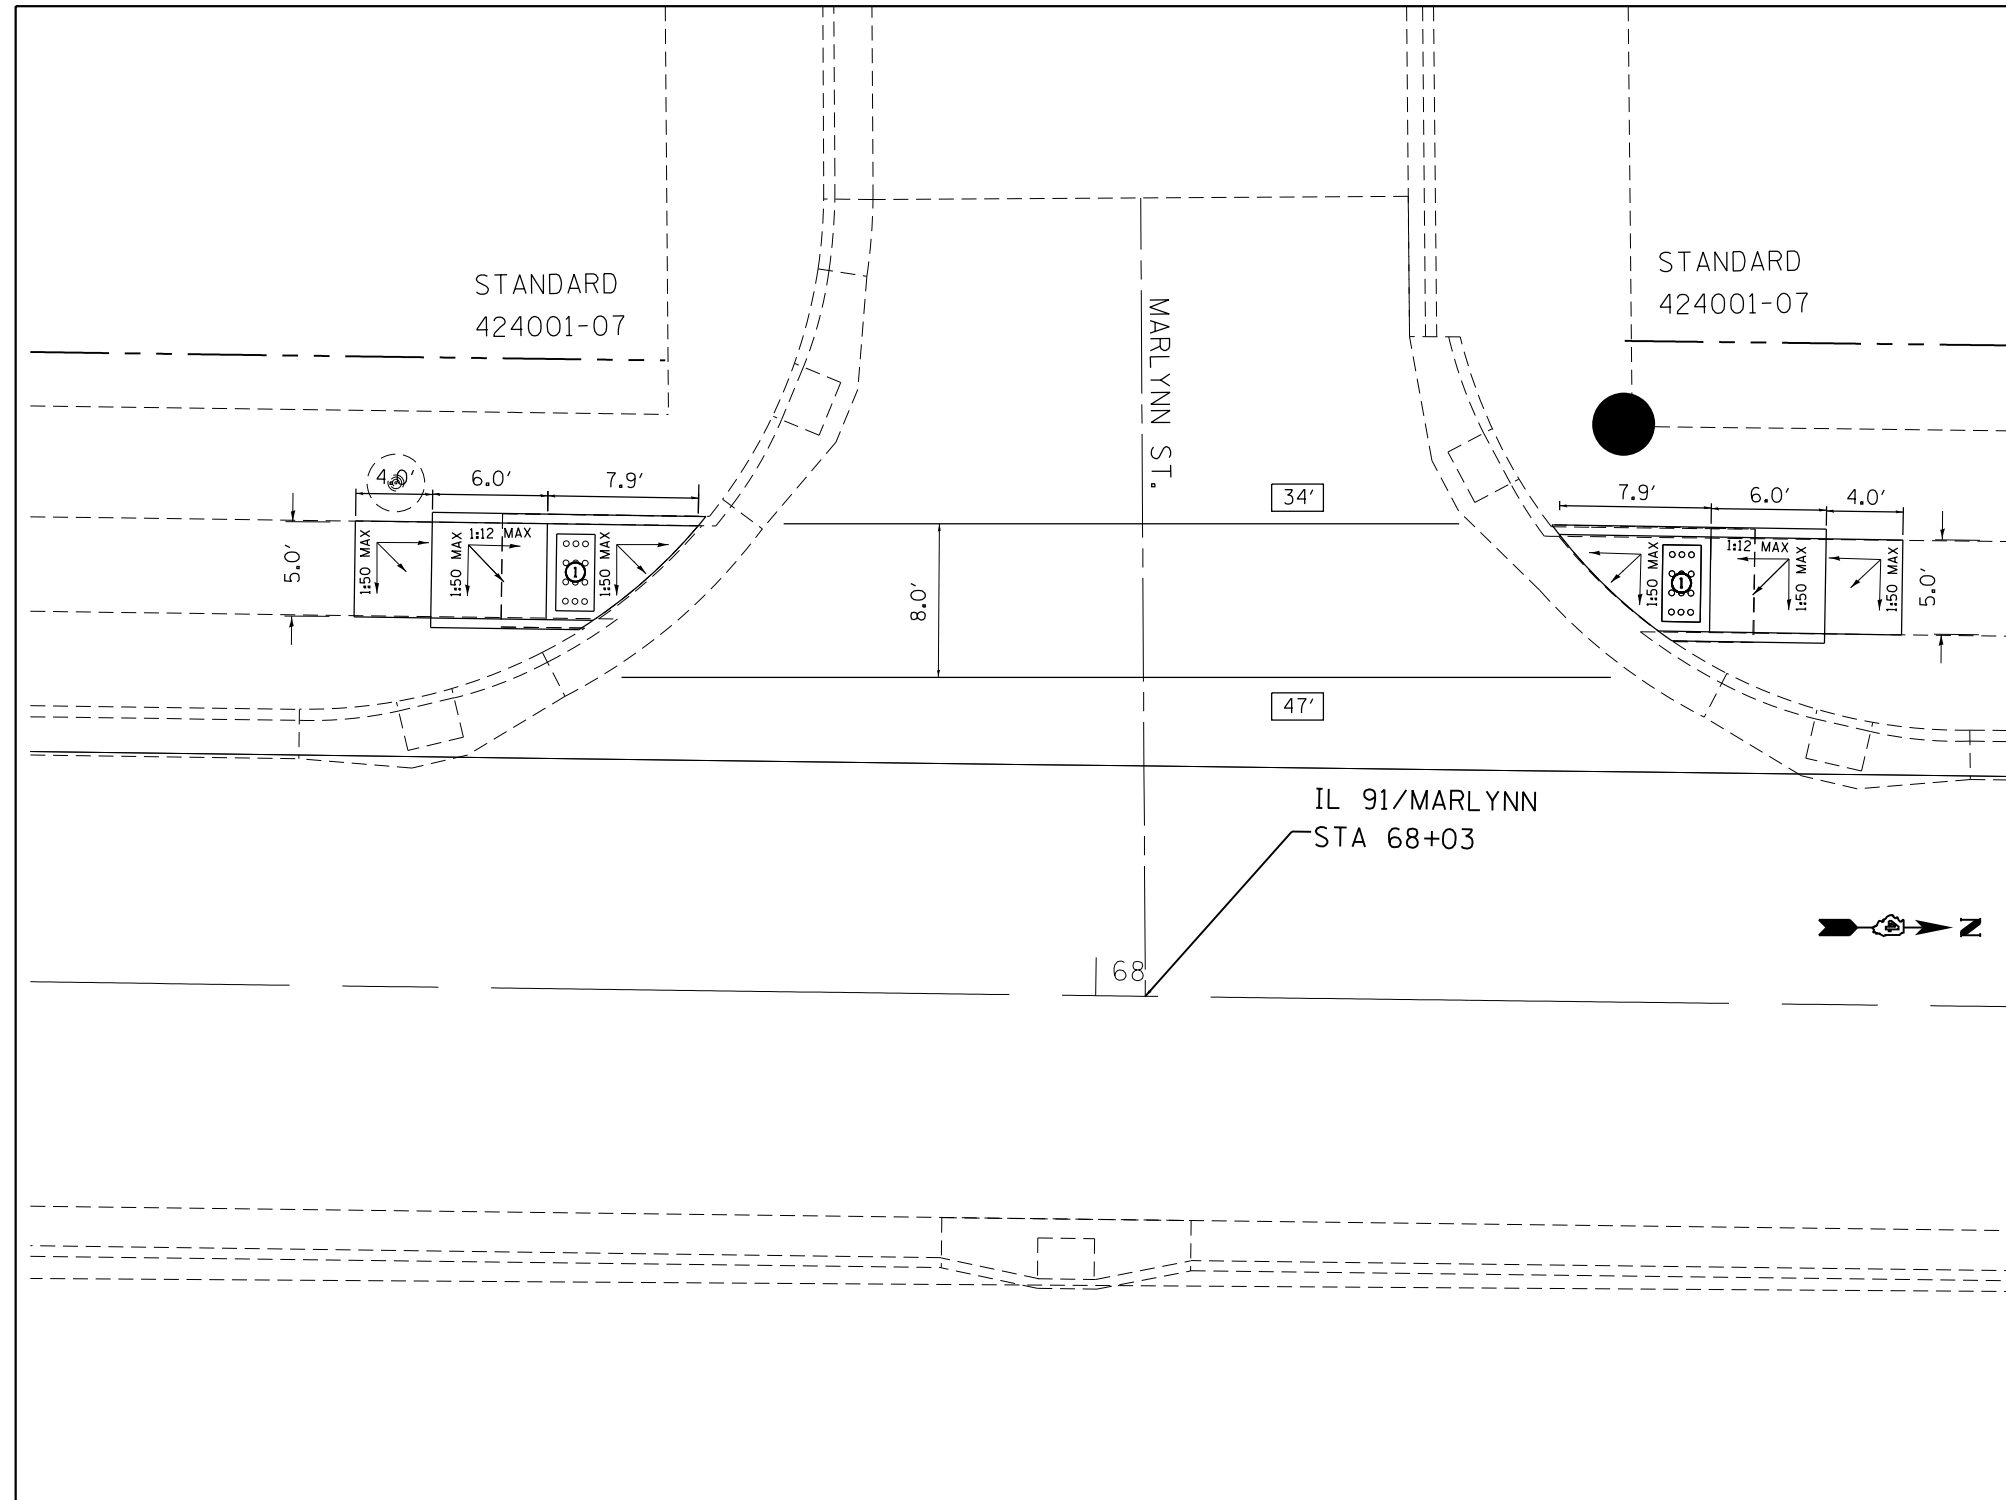 STANDARD
424001-07
STANDARD
424001-07
MARLYNN ST.
4.0'
6.0'
7.9'
34'
7.9'
6.0'
4.0'
5.0'
1:50 MAX
1:50 MAX
1:12 MAX
1
1:50 MAX
8.0'
1:50 MAX
1
1:12 MAX
1:50 MAX
1:50 MAX
5.0'
47'
IL 91/MARLYNN
STA 68+03
N
68